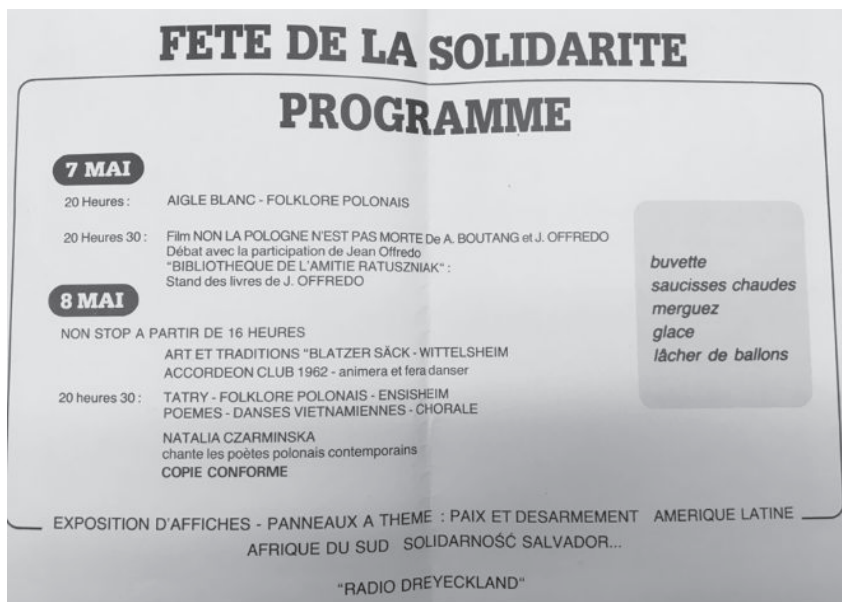 FETE DE LA SOLIDARITE
PROGRAMME
7 MAI
20 Heures : AIGLE BLANC - FOLKLORE POLONAIS
20 Heures 30 : Film NON LA POLOGNE N'EST PAS MORTE De A. BOUTANG et J. OFFREDO
Débat avec la participation de Jean Offredo
"BIBLIOTHEQUE DE L'AMITIE RATUSZNIAK" :
Stand des livres de J. OFFREDO
8 MAI
NON STOP A PARTIR DE 16 HEURES
ART ET TRADITIONS "BLATZER SÄCK - WITTELSHEIM
ACCORDEON CLUB 1962 - animera et fera danser
20 heures 30 : TATRY - FOLKLORE POLONAIS - ENSISHEIM
POEMES - DANSES VIETNAMIENNES - CHORALE
NATALIA CZARMINSKA
chante les poètes polonais contemporains
COPIE CONFORME
buvette
saucisses chaudes
merguez
glace
lâcher de ballons
EXPOSITION D'AFFICHES - PANNEAUX A THEME : PAIX ET DESARMEMENT AMERIQUE LATINE
AFRIQUE DU SUD SOLIDARNOŚĆ SALVADOR...
"RADIO DREYECKLAND"